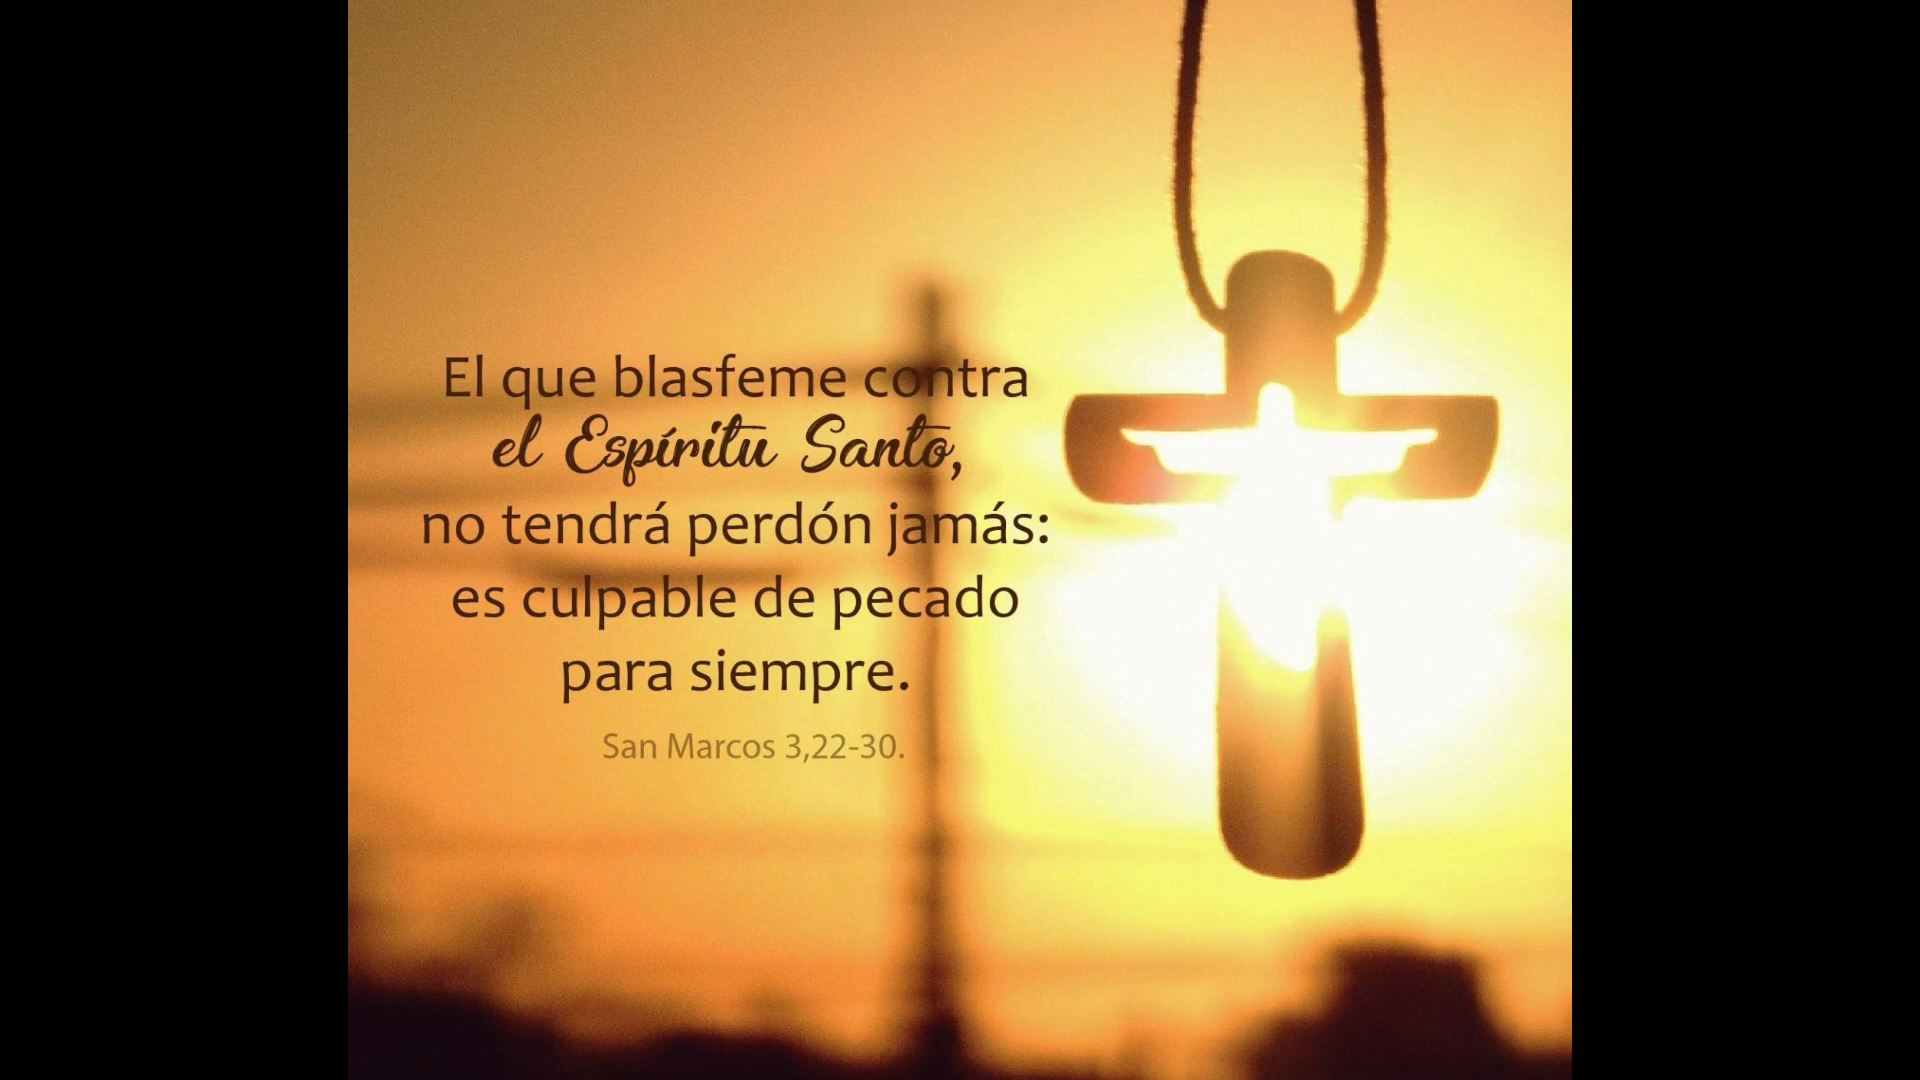 El que blasfeme contra
el Espíritu Santo,
no tendrá perdón jamás:
es culpable de pecado
para siempre.
San Marcos 3,22-30.